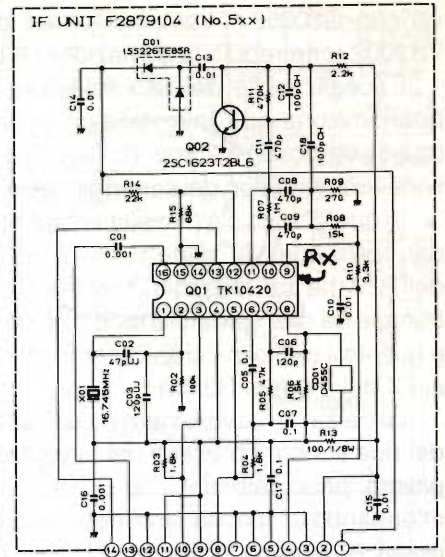 IF UNIT F2879104 (No.5xx)
D01
1SS226TE85R
C13
0.01
R12
2.2k
C14
0.01
R11
470k
C12
100pCH
Q02
2SC1623T2BL6
C11
470p
C18
100pCH
R14
22k
R15
68k
C08
470p
R09
270
R07
1M
C09
470p
R08
15k
C01
0.001
RX
R10
3.3k
16 15 14 13 12 11 10 9
Q01 TK10420
1 2 3 4 5 6 7 8
C10
0.01
C02
47pUJ
X01
16.745MHz
C03
120pUJ
R02
100k
C05 0.1
R05 47k
C06
120p
R06
1.5k
CD01
D455C
C07
0.1
R13
100/1/8W
R03
1.8k
R04
1.8k
C17 0.1
C16
0.001
C15
0.01
14 13 12 11 10 9 8 7 6 5 4 3 2 1